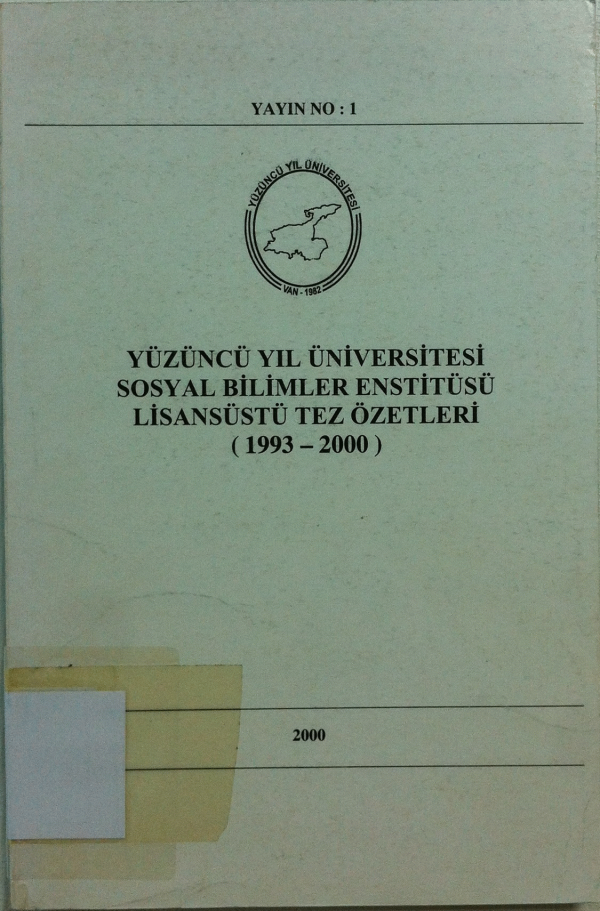 YAYIN NO : 1
YÜZÜNCÜ YIL ÜNİVERSİTESİ
VAN - 1982
YÜZÜNCÜ YIL ÜNİVERSİTESİ
SOSYAL BİLİMLER ENSTİTÜSÜ
LİSANSÜSTÜ TEZ ÖZETLERİ
( 1993 – 2000 )
2000